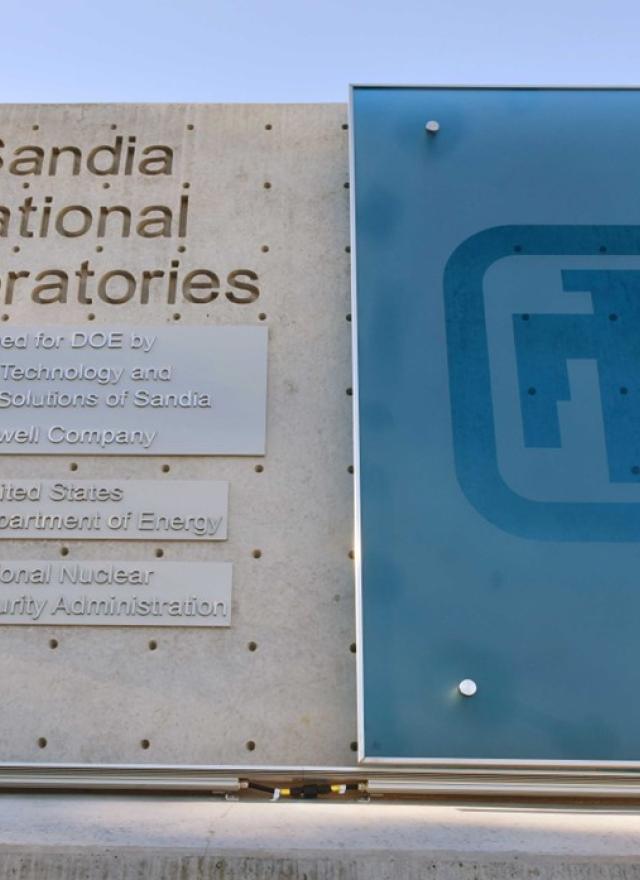 Sandia
ational
oratories
ed for DOE by
Technology and
Solutions of Sandia
well Company
ited States
partment of Energy
onal Nuclear
urity Administration